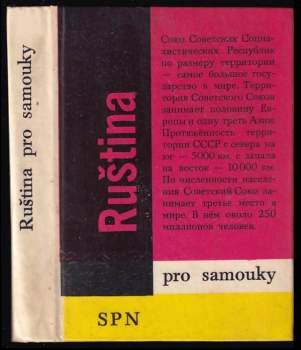 Ruština pro samouky
Ruština
Союз Советских Социа-
листических Республик
по размеру территории
— самое большое госу-
дарство в мире. Терри-
тория Советского Союза
занимает половину Ев-
ропы и одну треть Азии.
Протяжённость терри-
тории СССР с севера на
юг — 5000 км, с запада
на восток — 10 000 км.
По численности населе-
ния Советский Союз за-
нимает третье место в
мире. В нём около 250
миллионов человек.
pro samouky
SPN